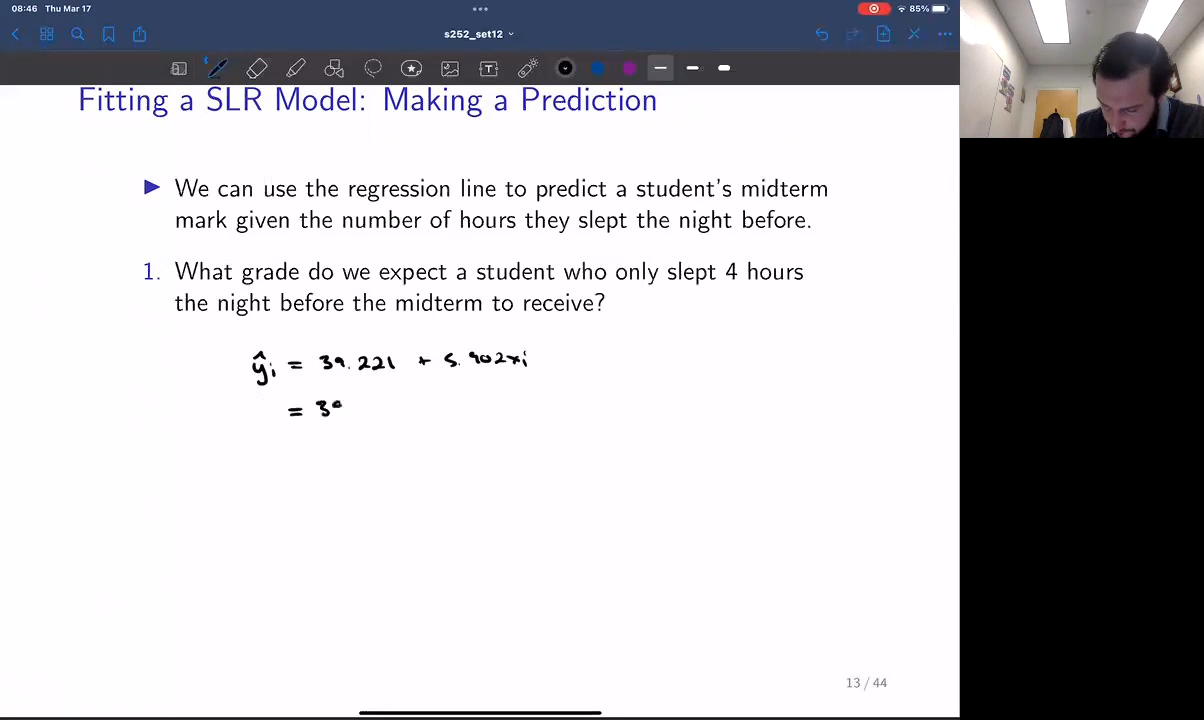 08:46 Thu Mar 17
85%
s252_set12
Fitting a SLR Model: Making a Prediction
▶ We can use the regression line to predict a student's midterm
mark given the number of hours they slept the night before.
1. What grade do we expect a student who only slept 4 hours
the night before the midterm to receive?
ŷi = 39.221 + 5.902xi
= 39
13 / 44